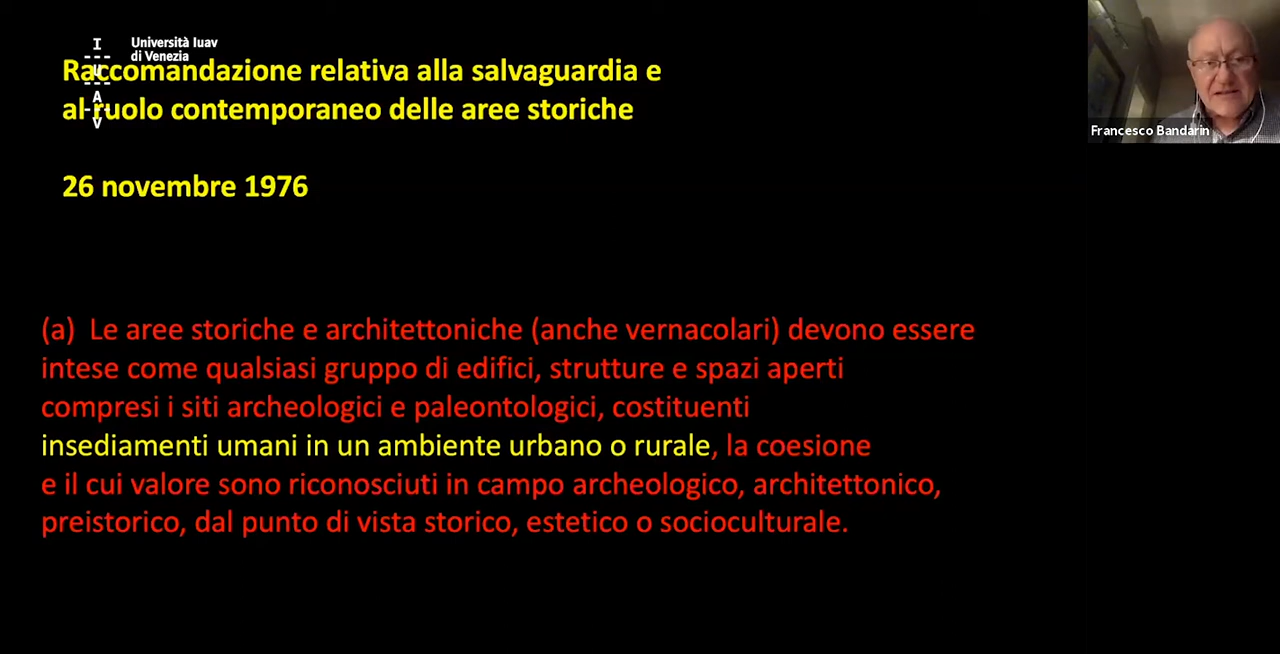 I
U
A
V
Università Iuav
di Venezia
Raccomandazione relativa alla salvaguardia e
al ruolo contemporaneo delle aree storiche
26 novembre 1976
(a) Le aree storiche e architettoniche (anche vernacolari) devono essere
intese come qualsiasi gruppo di edifici, strutture e spazi aperti
compresi i siti archeologici e paleontologici, costituenti
insediamenti umani in un ambiente urbano o rurale, la coesione
e il cui valore sono riconosciuti in campo archeologico, architettonico,
preistorico, dal punto di vista storico, estetico o socioculturale.
Francesco Bandarin